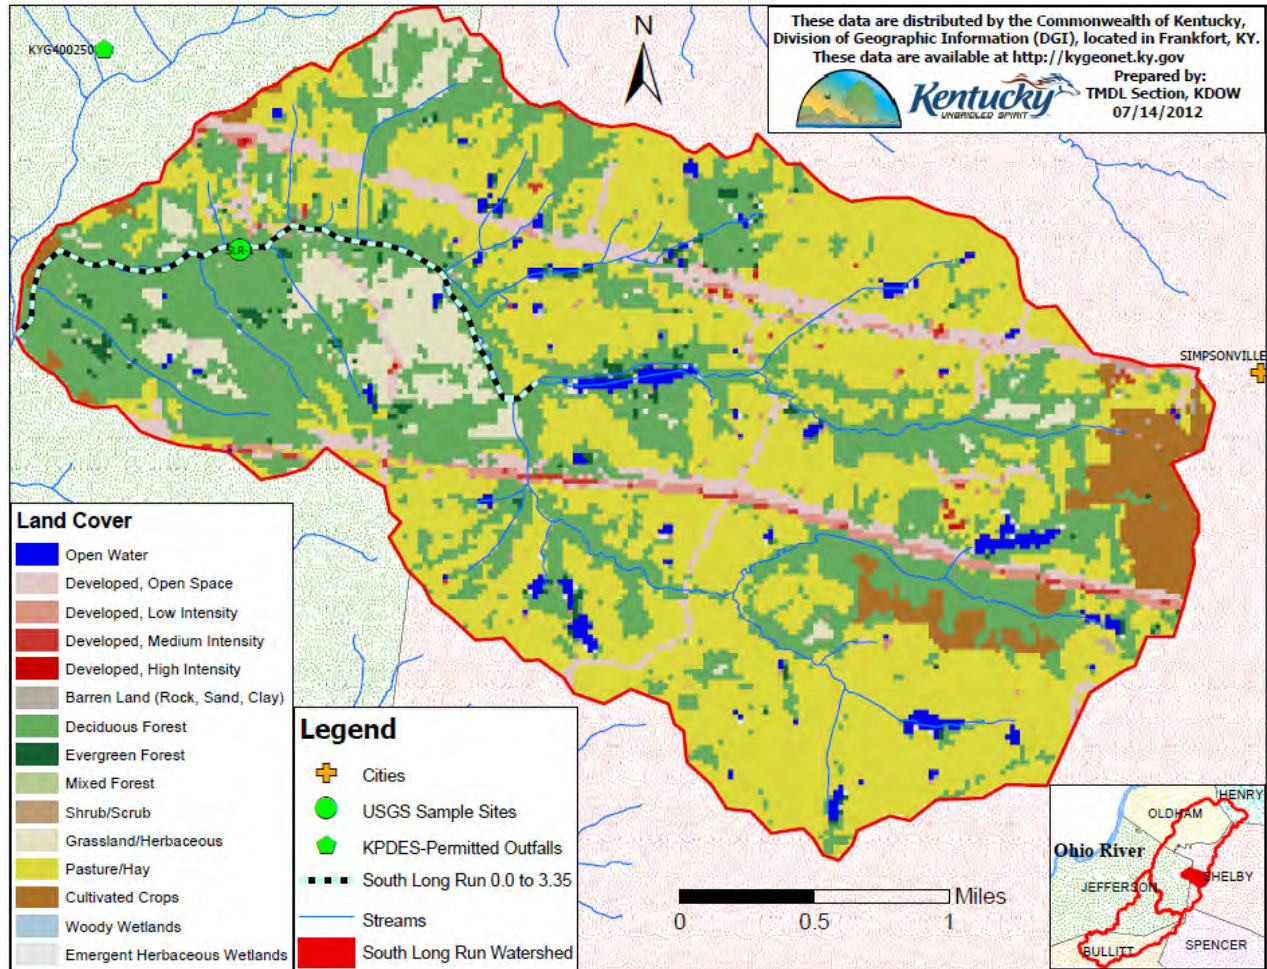 KYG400250
N
These data are distributed by the Commonwealth of Kentucky,
Division of Geographic Information (DGI), located in Frankfort, KY.
These data are available at http://kygeonet.ky.gov
Kentucky
UNBRIDLED SPIRIT
Prepared by:
TMDL Section, KDOW
07/14/2012
SLR-1
SIMPSONVILLE
Land Cover
Open Water
Developed, Open Space
Developed, Low Intensity
Developed, Medium Intensity
Developed, High Intensity
Barren Land (Rock, Sand, Clay)
Deciduous Forest
Evergreen Forest
Mixed Forest
Shrub/Scrub
Grassland/Herbaceous
Pasture/Hay
Cultivated Crops
Woody Wetlands
Emergent Herbaceous Wetlands
Legend
Cities
USGS Sample Sites
KPDES-Permitted Outfalls
South Long Run 0.0 to 3.35
Streams
South Long Run Watershed
Miles
0 0.5 1
HENRY
OLDHAM
Ohio River
SHELBY
JEFFERSON
BULLITT
SPENCER